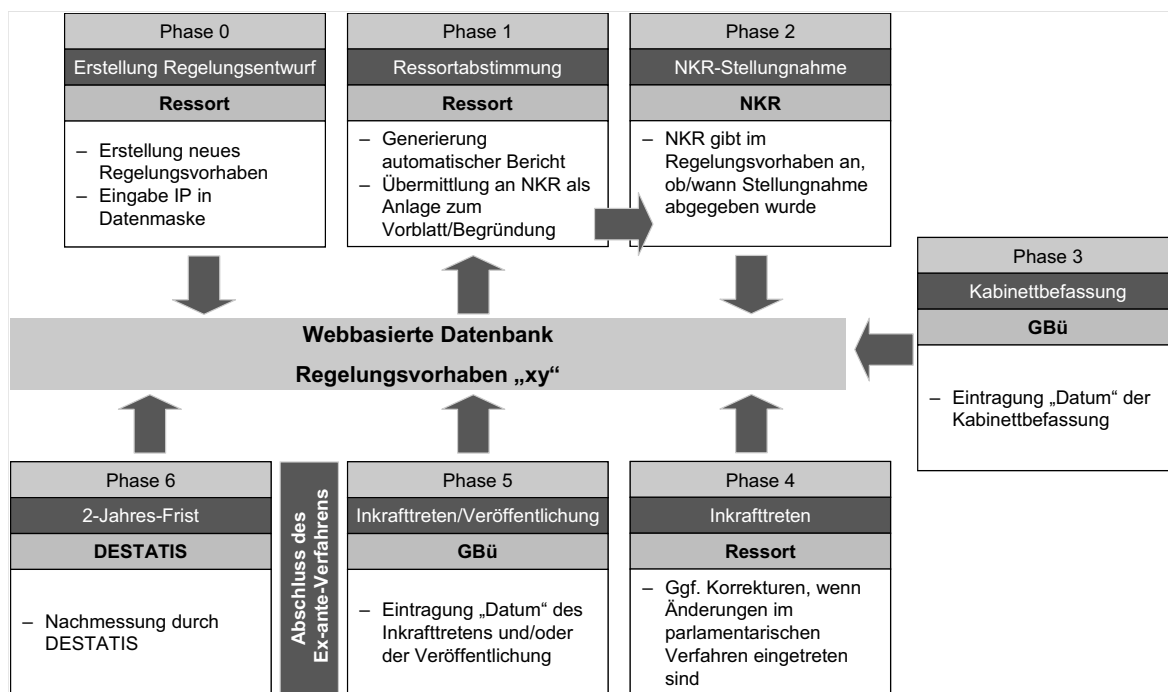 Phase 0
Erstellung Regelungsentwurf
Ressort
– Erstellung neues
Regelungsvorhaben
– Eingabe IP in
Datenmaske
Phase 1
Ressortabstimmung
Ressort
– Generierung
automatischer Bericht
– Übermittlung an NKR als
Anlage zum
Vorblatt/Begründung
Phase 2
NKR-Stellungnahme
NKR
– NKR gibt im
Regelungsvorhaben an,
ob/wann Stellungnahme
abgegeben wurde
Phase 3
Kabinettbefassung
GBü
– Eintragung „Datum“ der
Kabinettbefassung
Webbasierte Datenbank
Regelungsvorhaben „xy“
Phase 6
2-Jahres-Frist
DESTATIS
– Nachmessung durch
DESTATIS
Abschluss des
Ex-ante-Verfahrens
Phase 5
Inkrafttreten/Veröffentlichung
GBü
– Eintragung „Datum“ des
Inkrafttretens und/oder
der Veröffentlichung
Phase 4
Inkrafttreten
Ressort
– Ggf. Korrekturen, wenn
Änderungen im
parlamentarischen
Verfahren eingetreten
sind